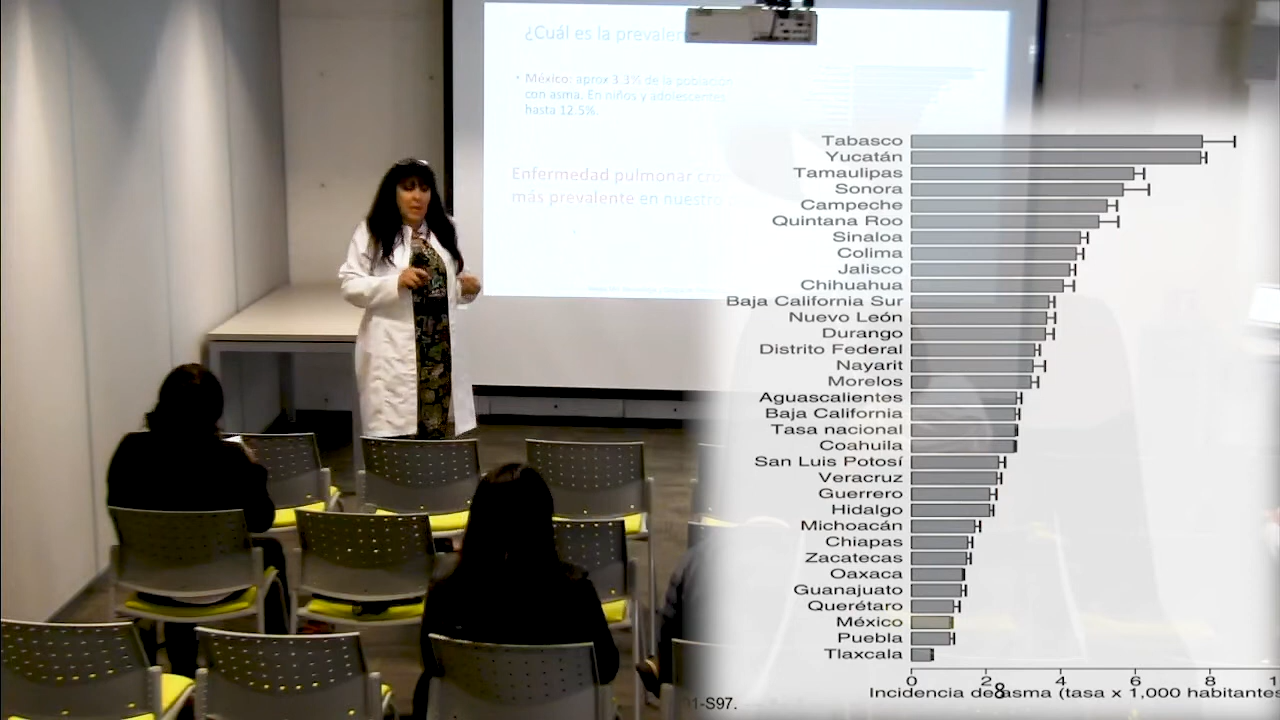 ¿Cuál es la
• México: aprox 3.3% de la población
con asma. En niños y adolescentes
hasta 12.5%.
Enfermedad pulmonar
más prevalente en nuestro
Tabasco
Yucatán
Tamaulipas
Sonora
Campeche
Quintana Roo
Sinaloa
Colima
Jalisco
Chihuahua
Baja California Sur
Nuevo León
Durango
Distrito Federal
Nayarit
Morelos
Aguascalientes
Baja California
Tasa nacional
Coahuila
San Luis Potosí
Veracruz
Guerrero
Hidalgo
Michoacán
Chiapas
Zacatecas
Oaxaca
Guanajuato
Querétaro
México
Puebla
Tlaxcala
0 2 4 6 8 1
Incidencia de asma (tasa x 1,000 habitantes
8
01-S97.